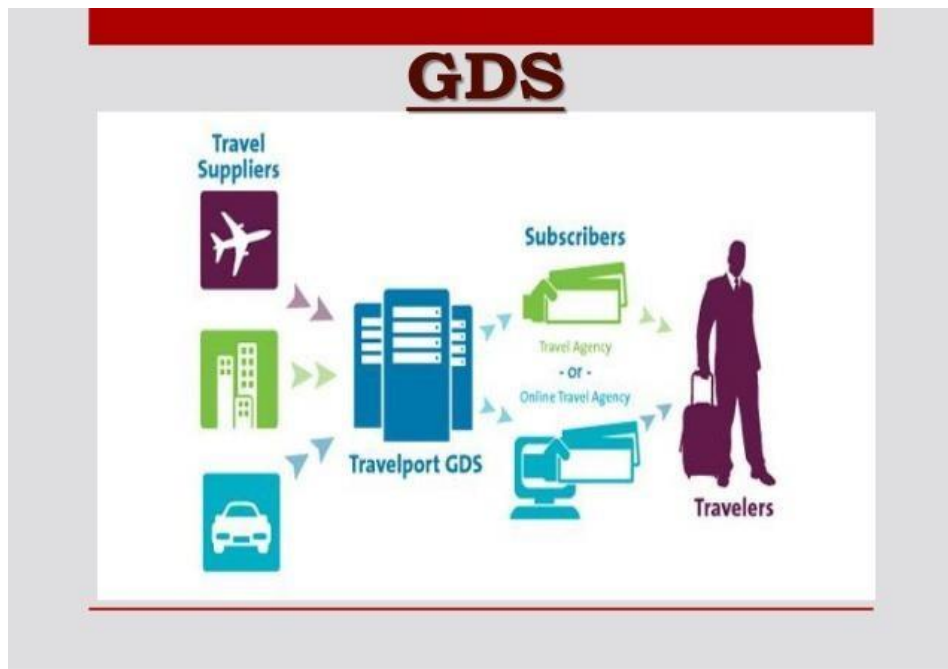 GDS
Travel
Suppliers
Subscribers
Travel Agency
- or -
Online Travel Agency
Travelport GDS
Travelers